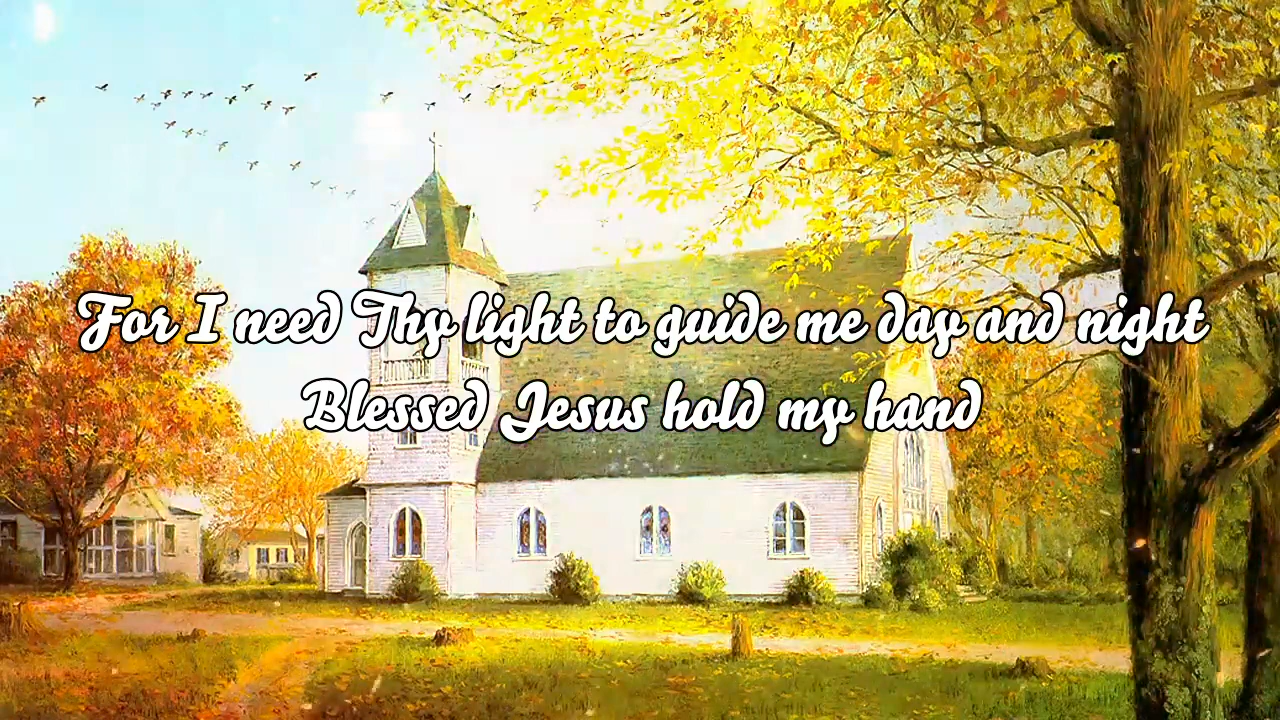 For I need Thy light to guide me day and night
Blessed Jesus hold my hand